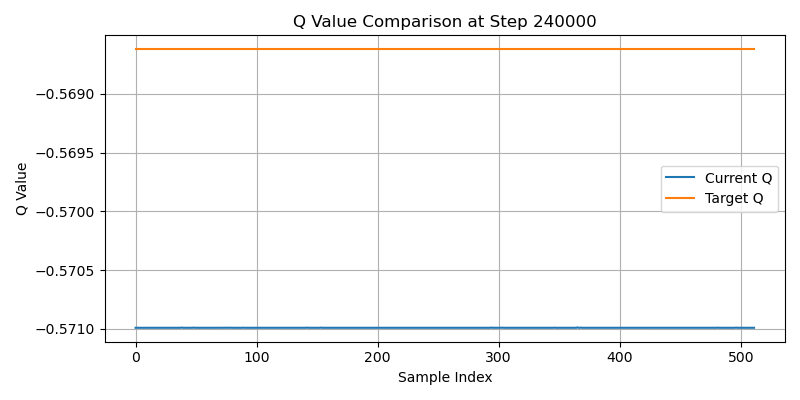 Q Value Comparison at Step 240000
−0.5690
−0.5695
−0.5700
−0.5705
−0.5710
Q Value
Current Q
Target Q
0 100 200 300 400 500
Sample Index